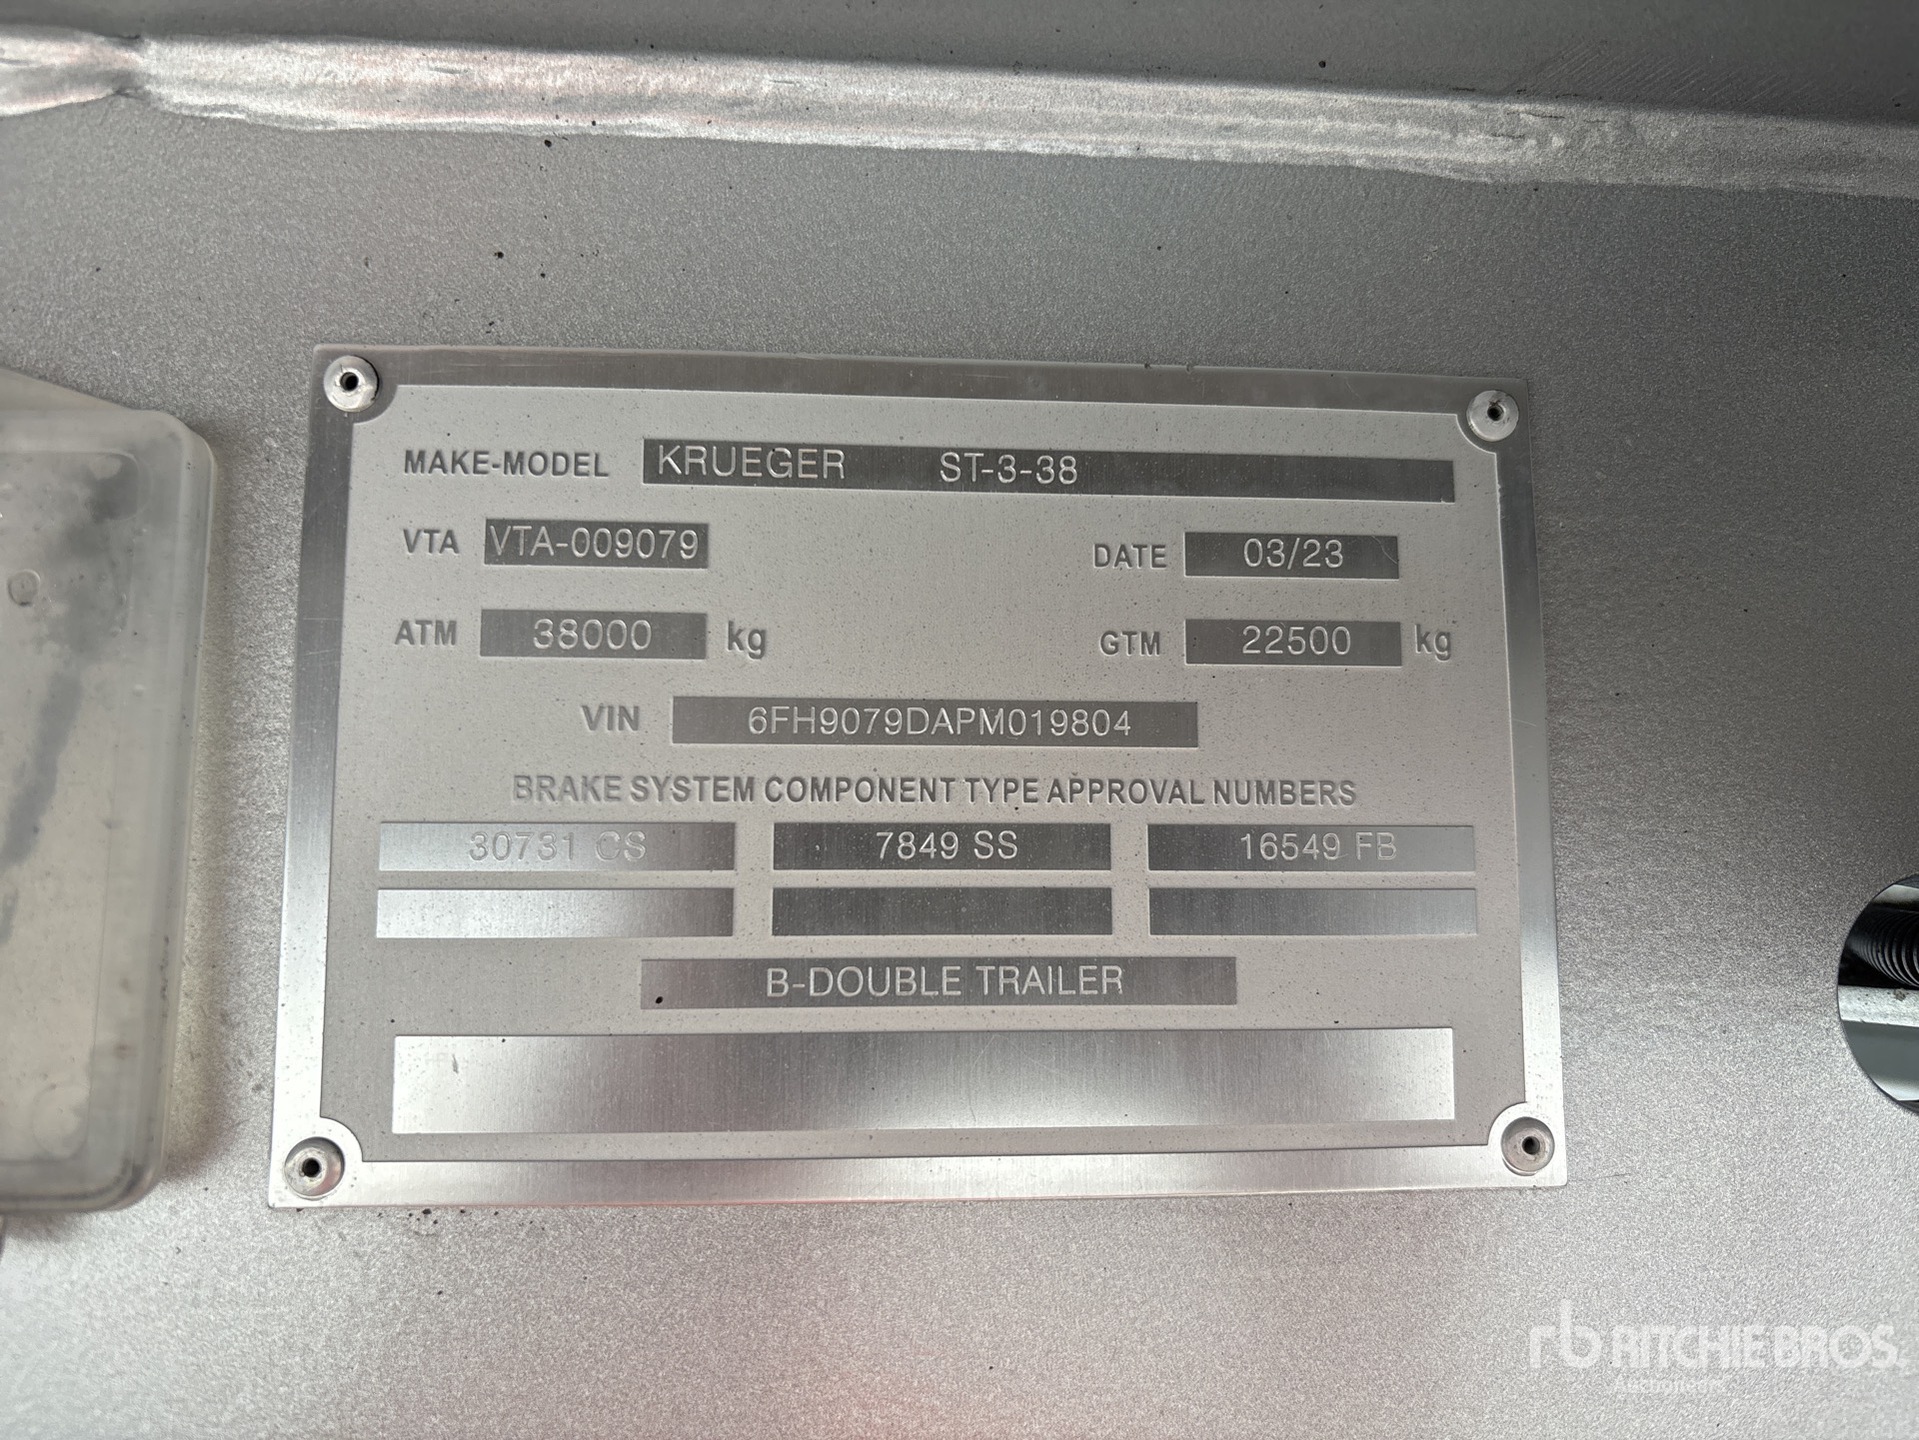 MAKE-MODEL KRUEGER ST-3-38
VTA VTA-009079 DATE 03/23
ATM 38000 kg GTM 22500 kg
VIN 6FH9079DAPM019804
BRAKE SYSTEM COMPONENT TYPE APPROVAL NUMBERS
30731 CS 7849 SS 16549 FB
B-DOUBLE TRAILER
rb RITCHIE BROS.
Auctioneers